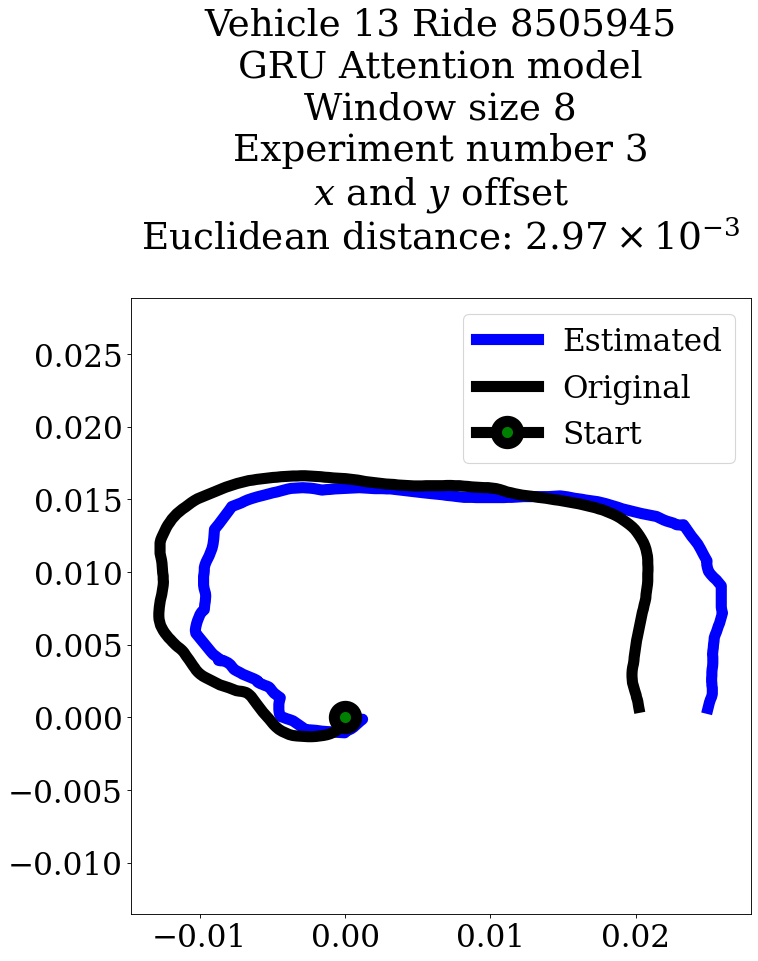 Vehicle 13 Ride 8505945
GRU Attention model
Window size 8
Experiment number 3
x and y offset
Euclidean distance: 2.97 × 10⁻³
Estimated
Original
Start
0.025
0.020
0.015
0.010
0.005
0.000
−0.005
−0.010
−0.01 0.00 0.01 0.02